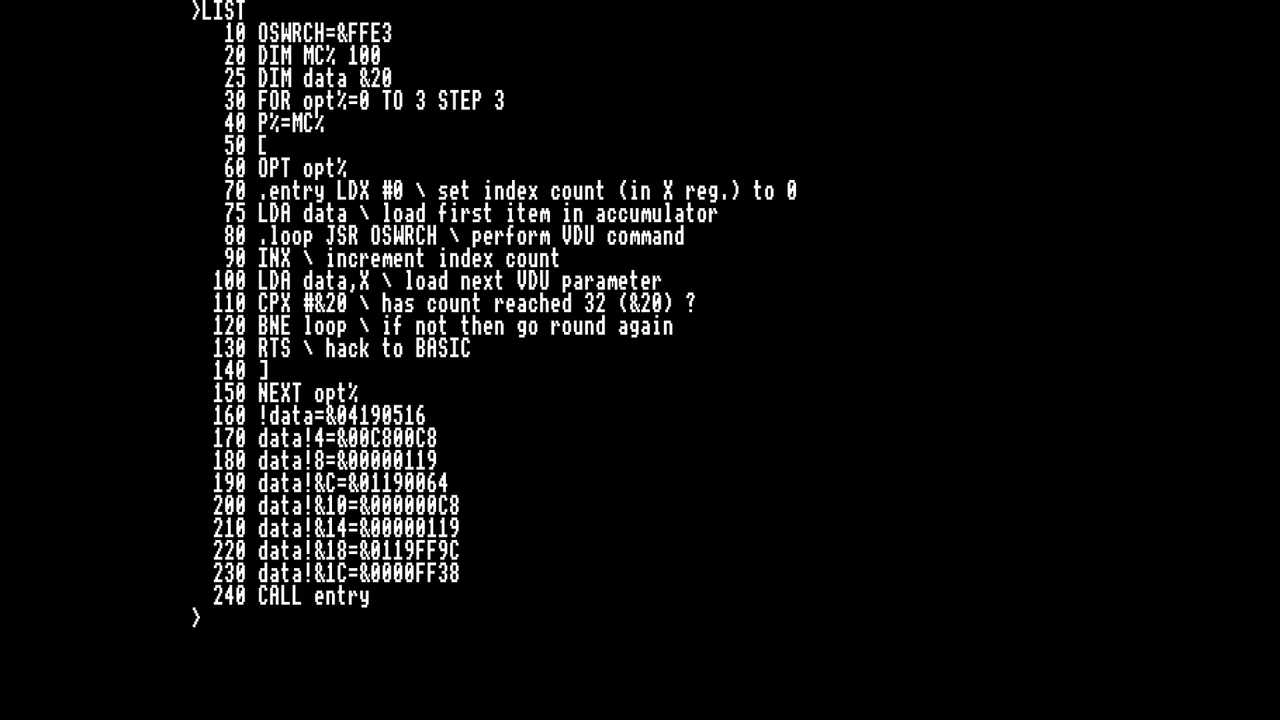 >LIST
10 OSWRCH=&FFE3
20 DIM MC% 100
25 DIM data &20
30 FOR opt%=0 TO 3 STEP 3
40 P%=MC%
50 [
60 OPT opt%
70 .entry LDX #0 \ set index count (in X reg.) to 0
75 LDA data \ load first item in accumulator
80 .loop JSR OSWRCH \ perform VDU command
90 INX \ increment index count
100 LDA data,X \ load next VDU parameter
110 CPX #&20 \ has count reached 32 (&20) ?
120 BNE loop \ if not then go round again
130 RTS \ hack to BASIC
140 ]
150 NEXT opt%
160 !data=&04190516
170 data!4=&00C800C8
180 data!8=&00000119
190 data!&C=&01190064
200 data!&10=&000000C8
210 data!&14=&00000119
220 data!&18=&0119FF9C
230 data!&1C=&0000FF38
240 CALL entry
>